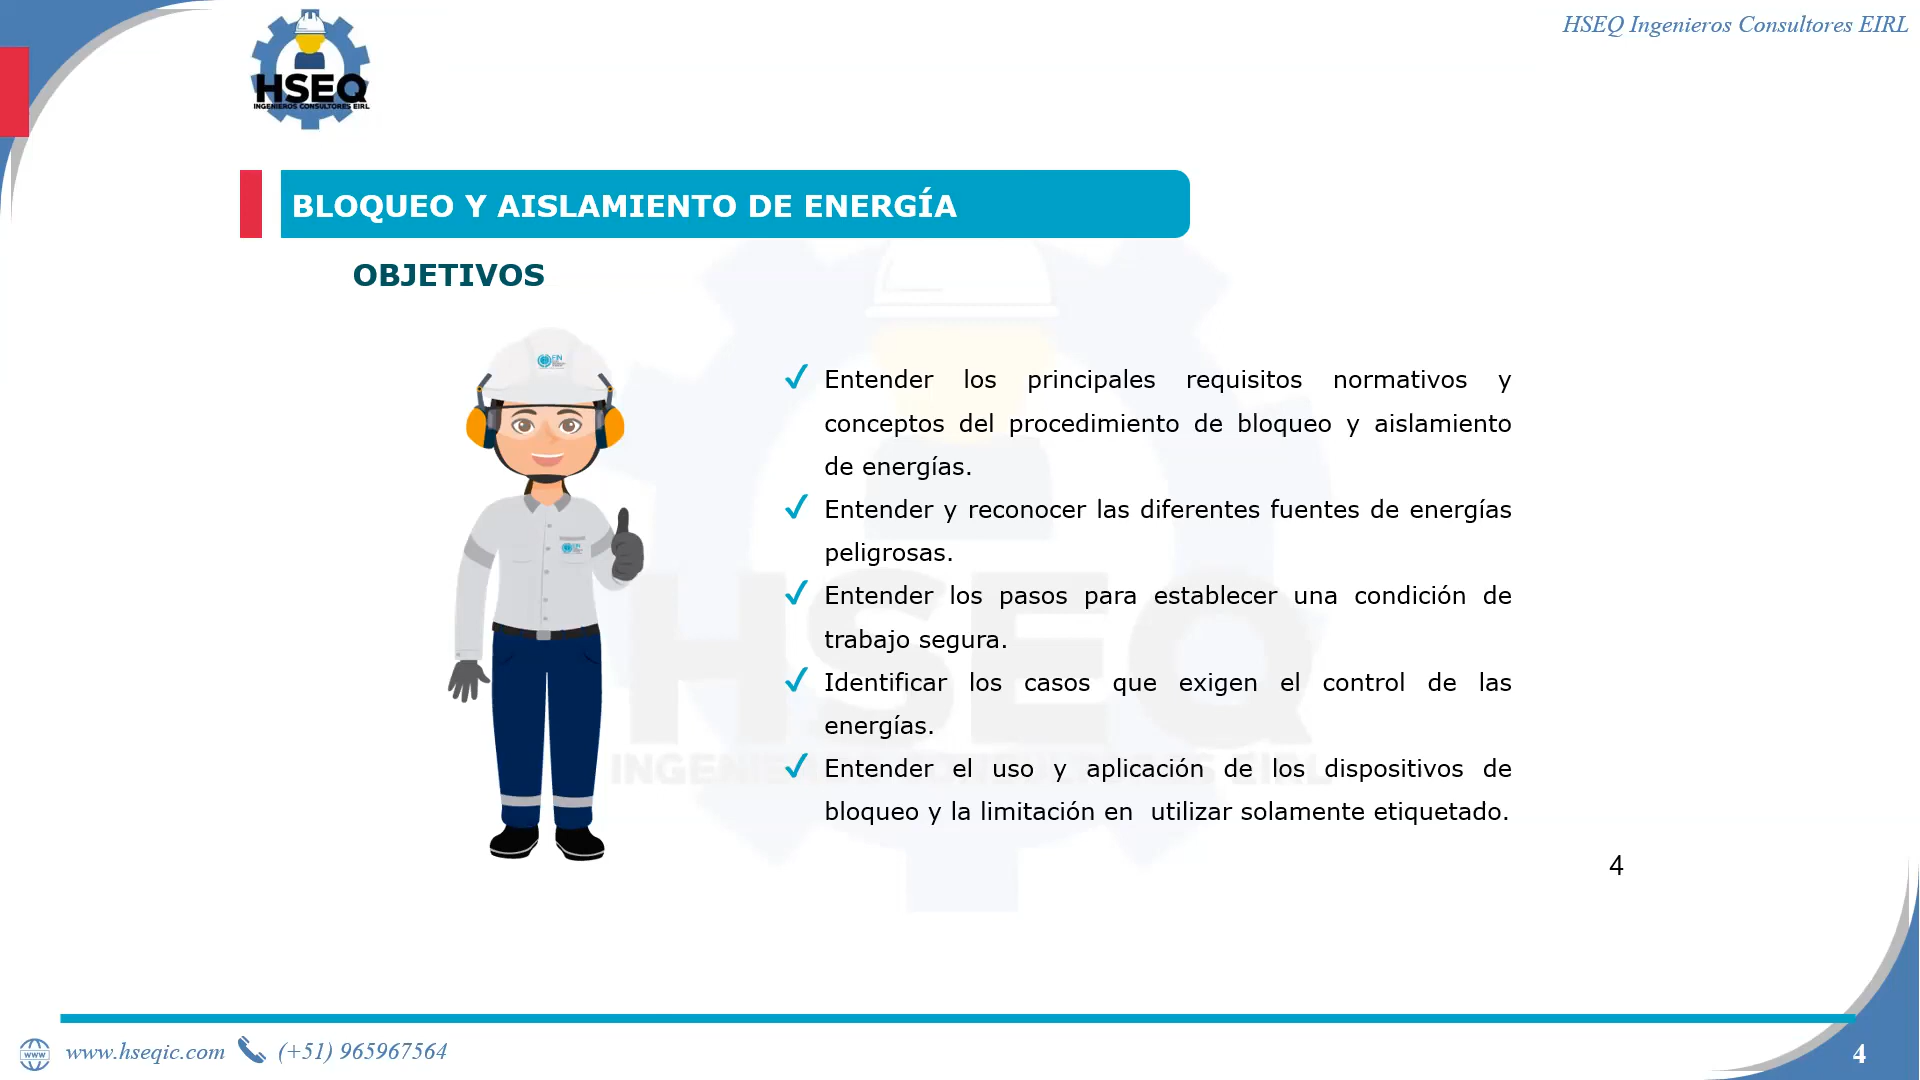 HSEQ Ingenieros Consultores EIRL
HSEQ
INGENIEROS CONSULTORES EIRL
BLOQUEO Y AISLAMIENTO DE ENERGÍA
OBJETIVOS
✓ Entender los principales requisitos normativos y
conceptos del procedimiento de bloqueo y aislamiento
de energías.
✓ Entender y reconocer las diferentes fuentes de energías
peligrosas.
✓ Entender los pasos para establecer una condición de
trabajo segura.
✓ Identificar los casos que exigen el control de las
energías.
✓ Entender el uso y aplicación de los dispositivos de
bloqueo y la limitación en utilizar solamente etiquetado.
4
www.hseqic.com (+51) 965967564
4